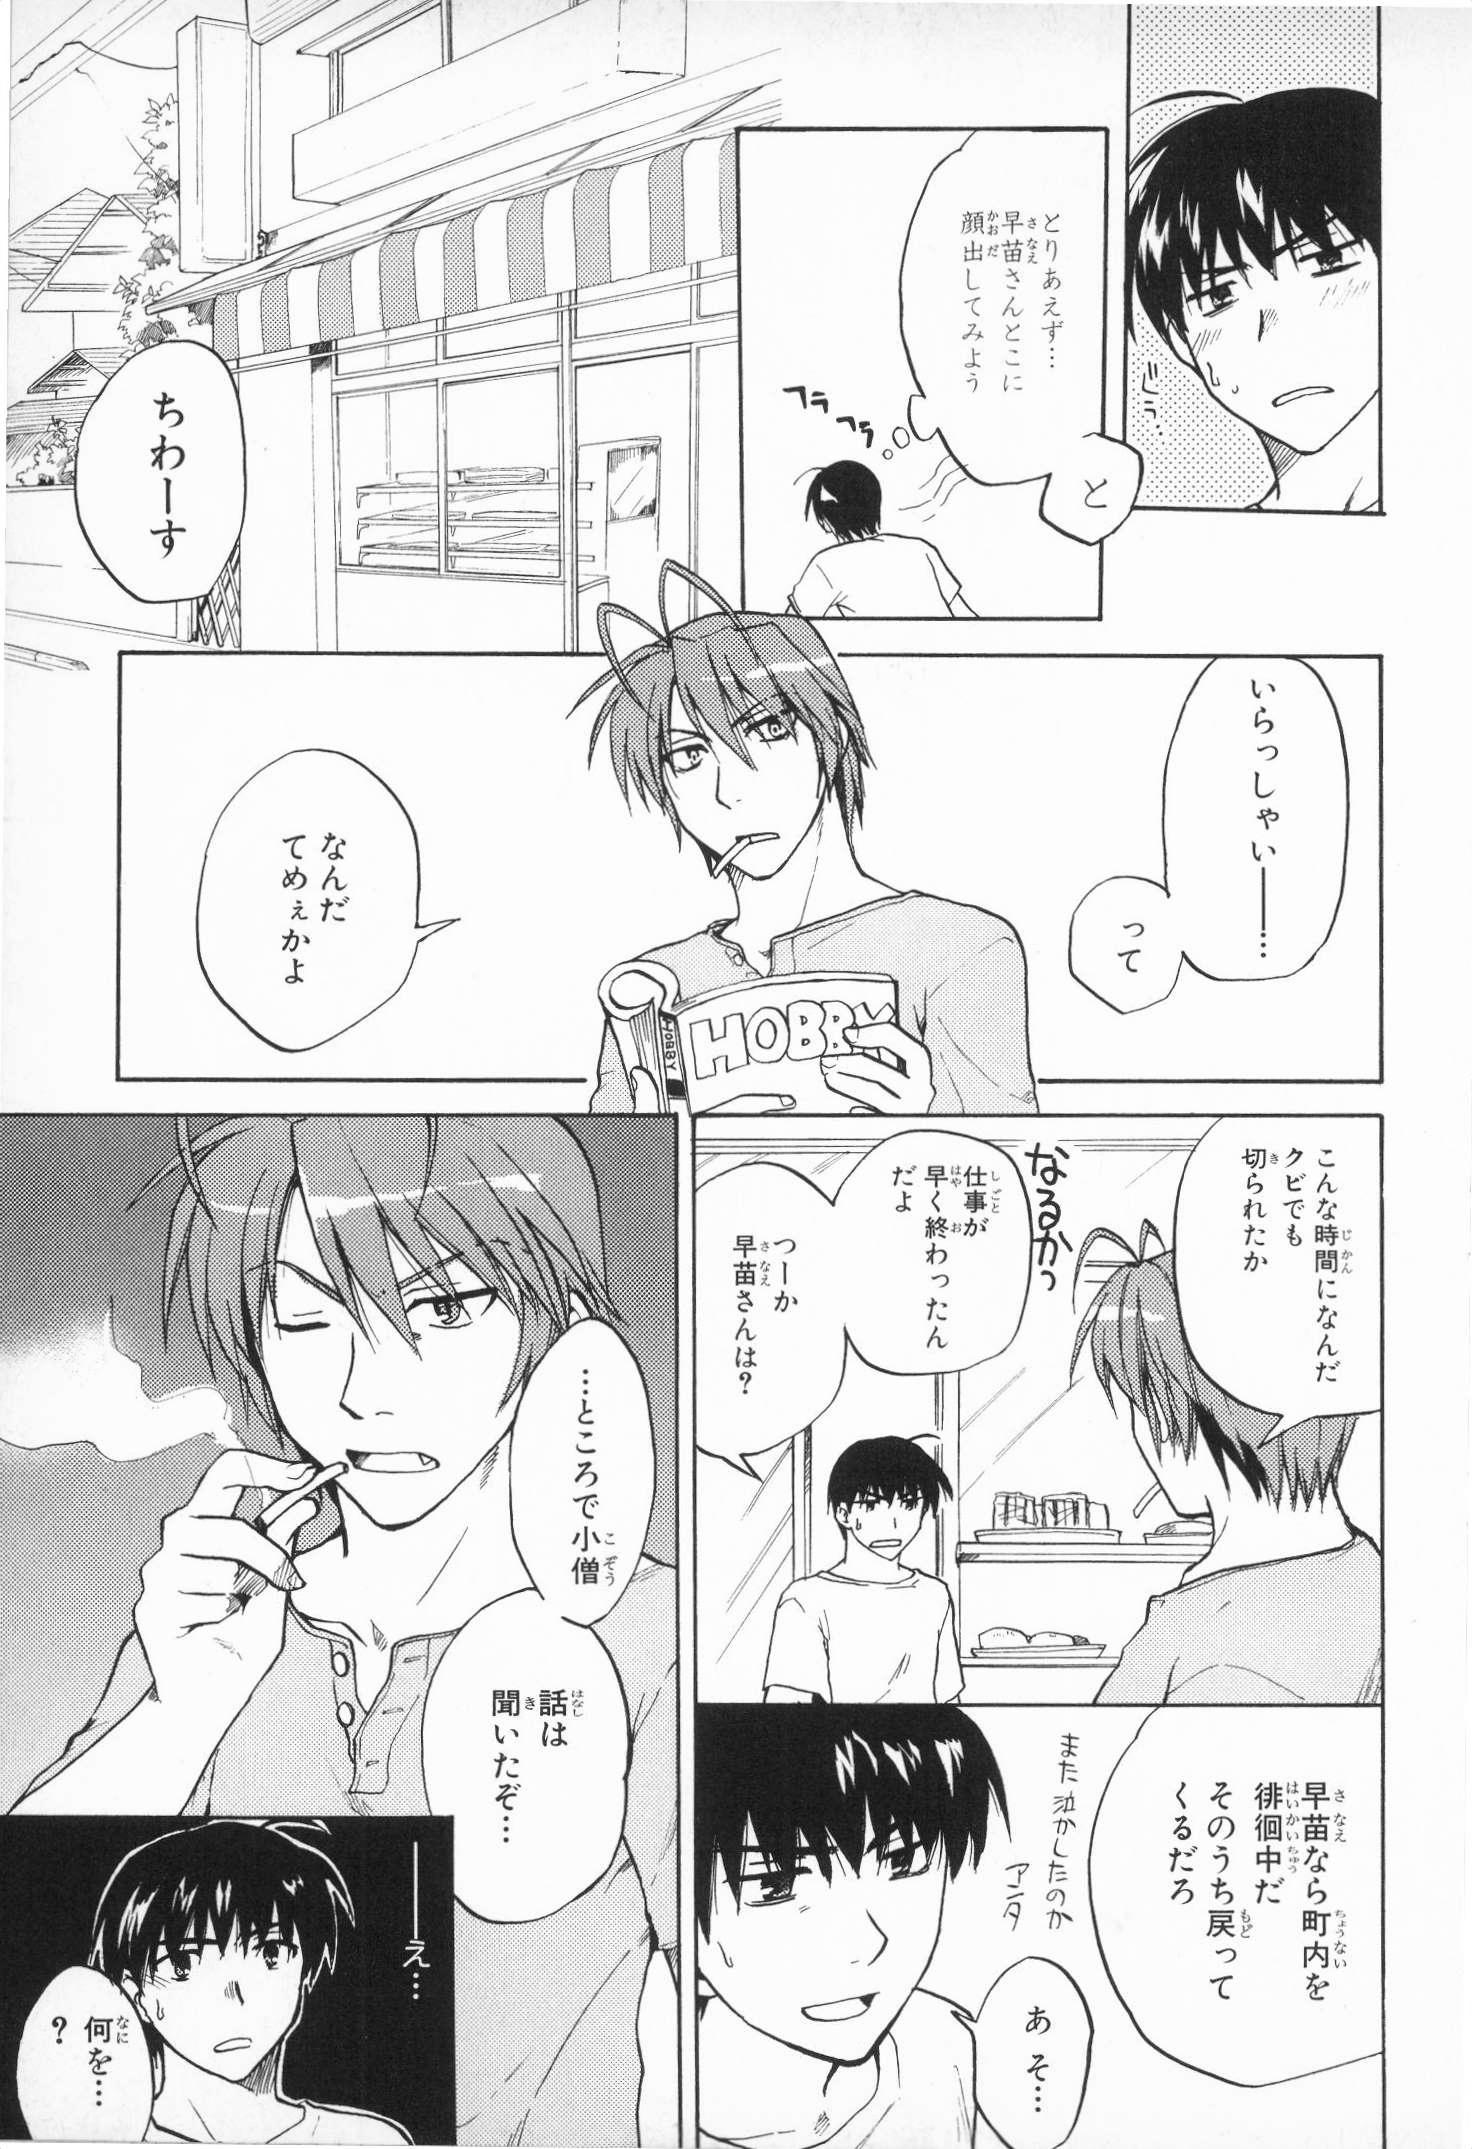 ぐぅ…
とりあえず…
早苗さんとこに
顔出してみよう
と
フラ
フラ
ちわーす
いらっしゃい――…
って
なんだ
てめぇかよ
HOBBY
HOBBY
こんな時間になんだ
クビでも
切られたか
なるかっ
仕事が
早く終わったん
だよ
つーか
早苗さんは?
早苗なら町内を
徘徊中だ
そのうち戻って
くるだろ
また泣かしたのか
アンタ
あそ…
…ところで小僧
話は
聞いたぞ…
――え…
何を…
?